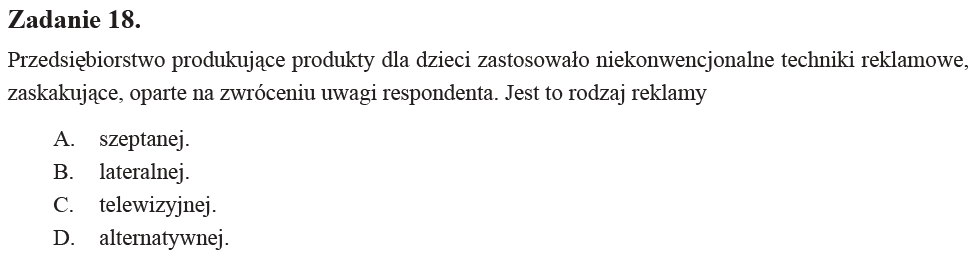 Zadanie 18.
Przedsiębiorstwo produkujące produkty dla dzieci zastosowało niekonwencjonalne techniki reklamowe,
zaskakujące, oparte na zwróceniu uwagi respondenta. Jest to rodzaj reklamy
A. szeptanej.
B. lateralnej.
C. telewizyjnej.
D. alternatywnej.